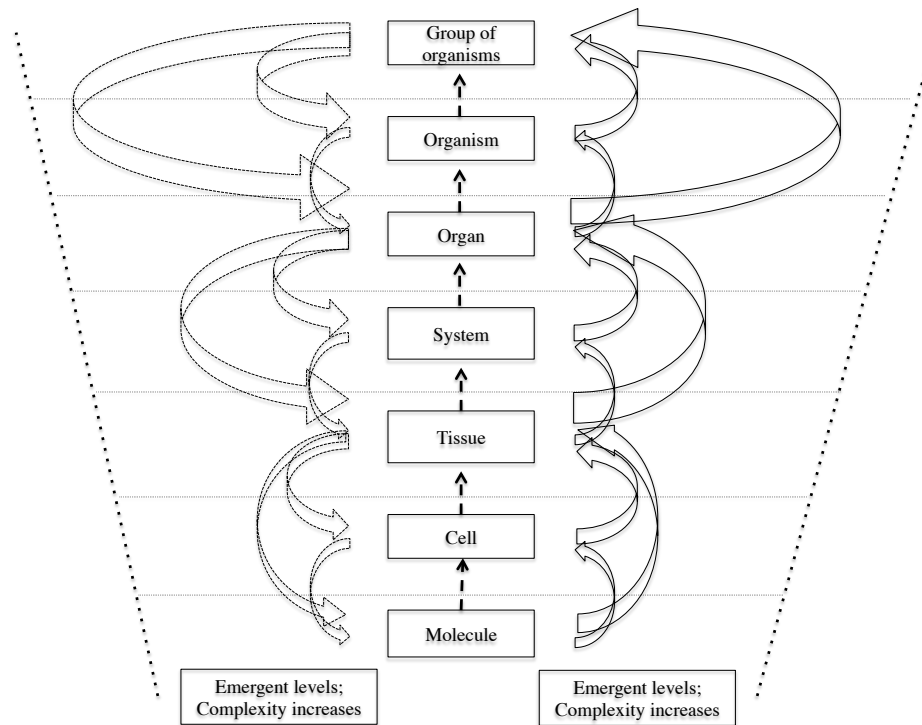 Group of
organisms
Organism
Organ
System
Tissue
Cell
Molecule
Emergent levels;
Complexity increases
Emergent levels;
Complexity increases